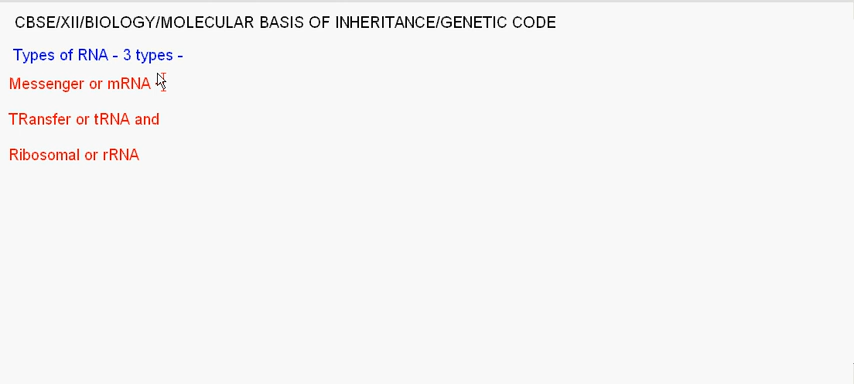 CBSE/XII/BIOLOGY/MOLECULAR BASIS OF INHERITANCE/GENETIC CODE
Types of RNA - 3 types -
Messenger or mRNA
TRansfer or tRNA and
Ribosomal or rRNA